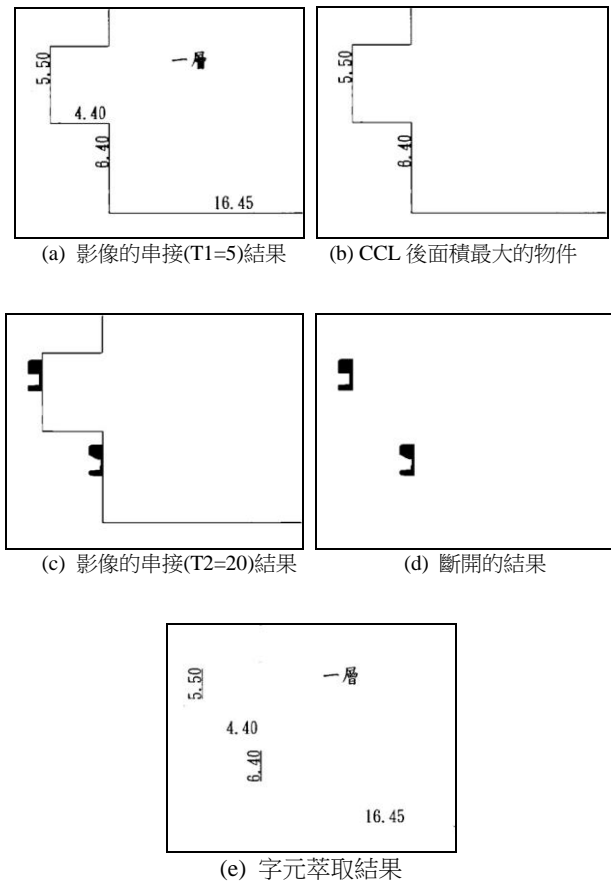 5.50
一層
4.40
6.40
16.45
5.50
6.40
(a) 影像的串接(T1=5)結果
(b) CCL 後面積最大的物件
(c) 影像的串接(T2=20)結果
(d) 斷開的結果
5.50
一層
4.40
6.40
16.45
(e) 字元萃取結果